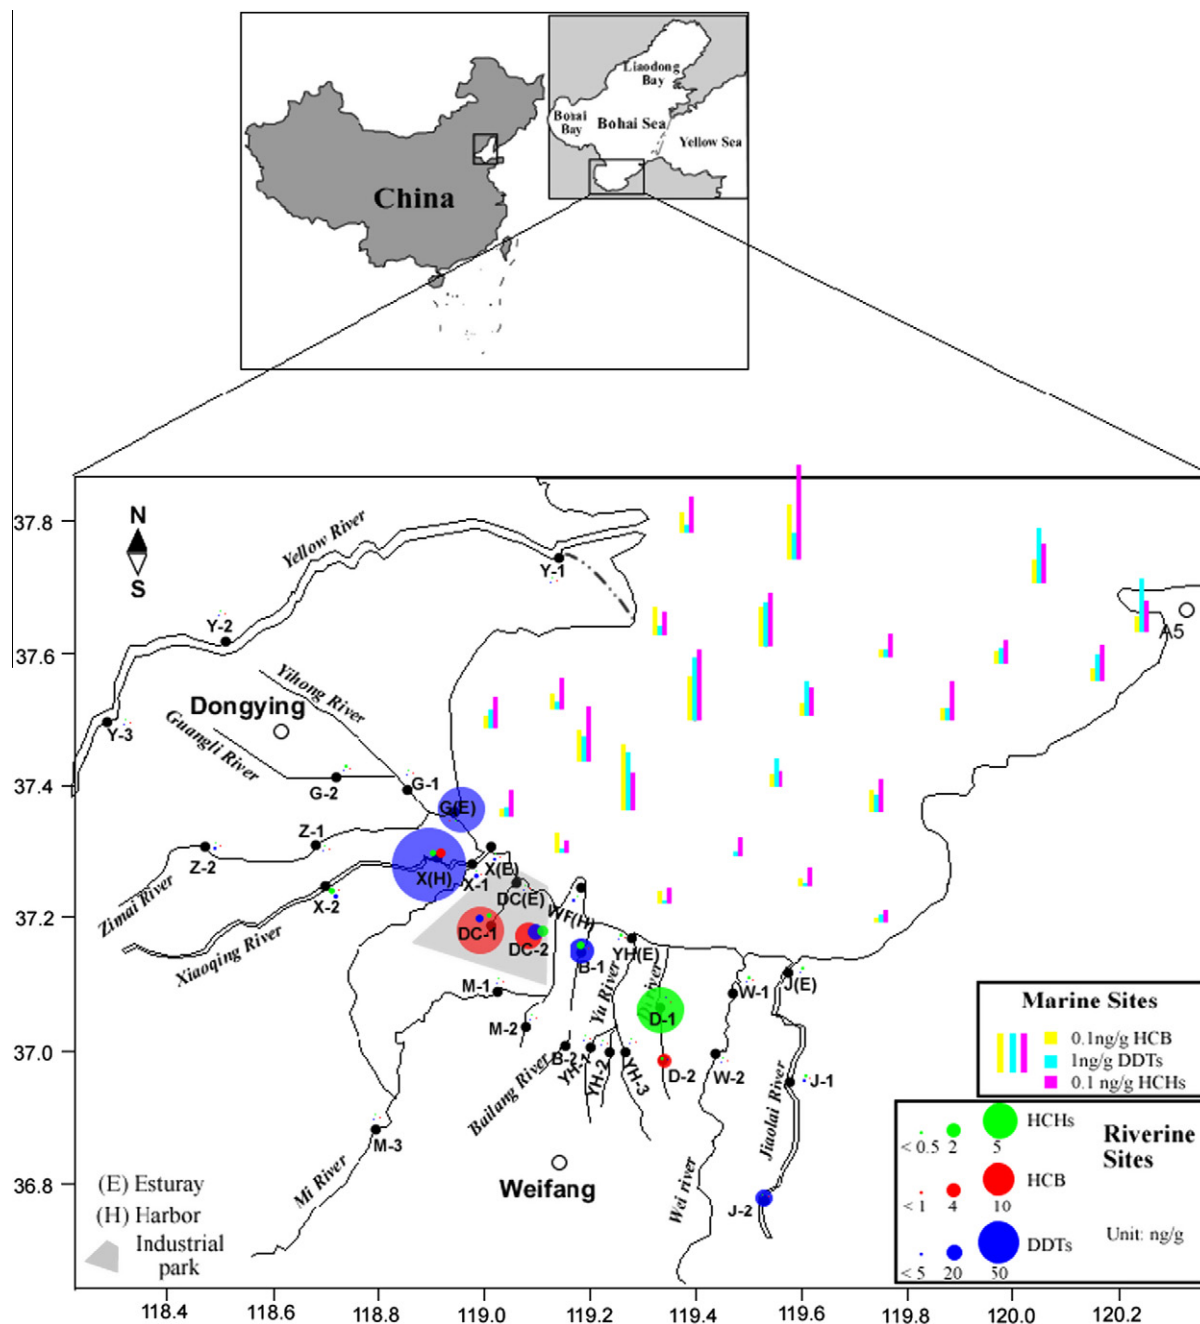 Liaodong
Bay
Bohai
Bay
Bohai Sea
Yellow Sea
China
37.8
37.6
37.4
37.2
37.0
36.8
N
S
Yellow River
Y-1
Y-2
Y-3
A5
Yihong River
Dongying
Guangli River
G-2
G-1
G(E)
Z-1
Z-2
Zimai River
X(H)
X-1
X(E)
X-2
Xiaoqing River
DC(E)
DC-1
DC-2
WF(H)
B-1
YH(E)
M-1
M-2
M-3
Mi River
B-2
Bailang River
Yu River
YH-1
YH-2
YH-3
River
D-1
D-2
W-1
W-2
Wei river
J(E)
J-1
J-2
Jiaolai River
Weifang
(E) Esturay
(H) Harbor
Industrial
park
Marine Sites
0.1ng/g HCB
1ng/g DDTs
0.1 ng/g HCHs
Riverine
Sites
HCHs
< 0.5 2 5
HCB
< 1 4 10
Unit: ng/g
DDTs
< 5 20 50
118.4 118.6 118.8 119.0 119.2 119.4 119.6 119.8 120.0 120.2